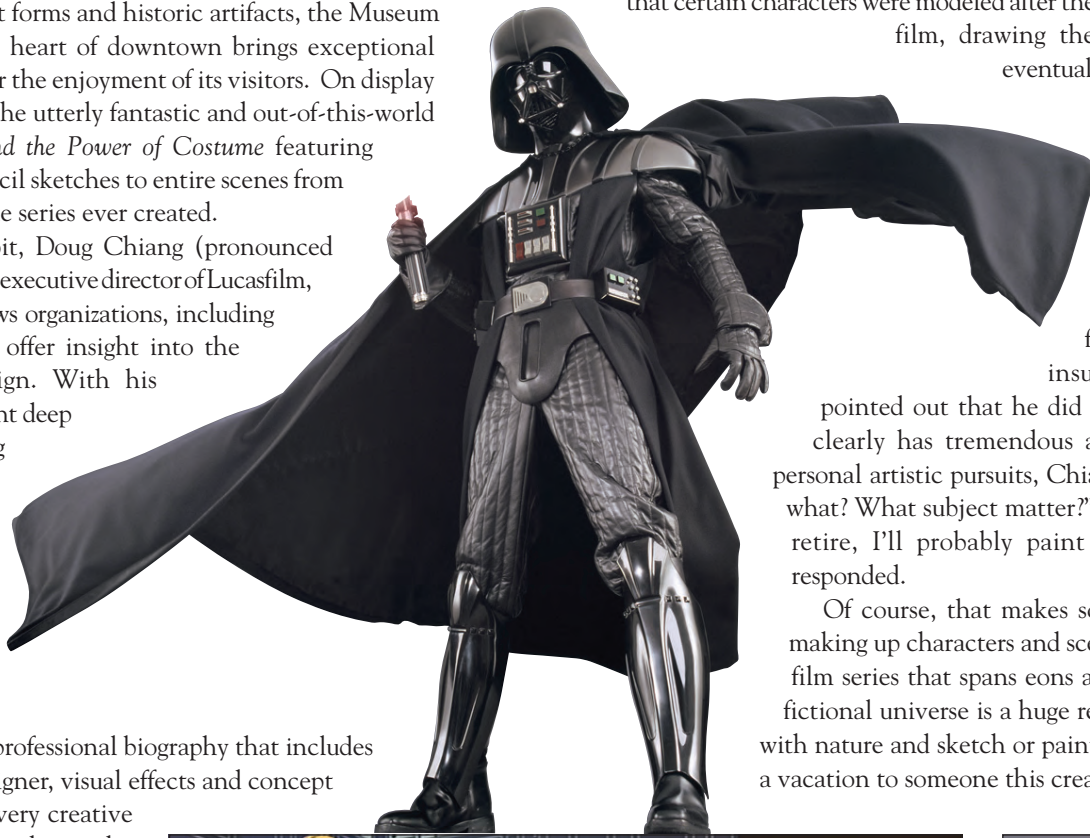 t forms and historic artifacts, the Museum
heart of downtown brings exceptional
r the enjoyment of its visitors. On display
he utterly fantastic and out-of-this-world
d the Power of Costume featuring
cil sketches to entire scenes from
e series ever created.
it, Doug Chiang (pronounced
executive director of Lucasfilm,
ws organizations, including
offer insight into the
ign. With his
nt deep
g
professional biography that includes
gner, visual effects and concept
very creative
that certain characters were modeled after the
film, drawing the
eventual
f
insu
pointed out that he did
clearly has tremendous a
personal artistic pursuits, Chia
what? What subject matter?"
retire, I'll probably paint
responded.
Of course, that makes se
making up characters and sce
film series that spans eons a
fictional universe is a huge re
with nature and sketch or pain
a vacation to someone this crea